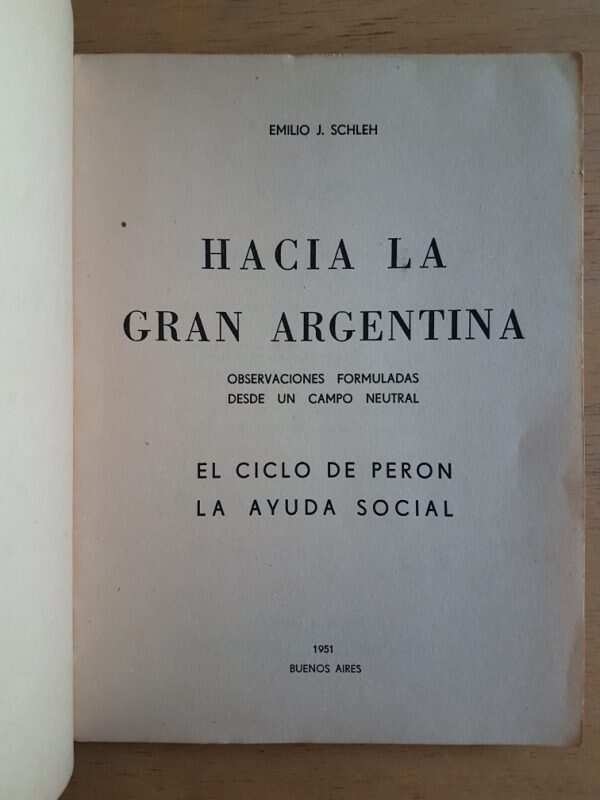 EMILIO J. SCHLEH
HACIA LA
GRAN ARGENTINA
OBSERVACIONES FORMULADAS
DESDE UN CAMPO NEUTRAL
EL CICLO DE PERON
LA AYUDA SOCIAL
1951
BUENOS AIRES